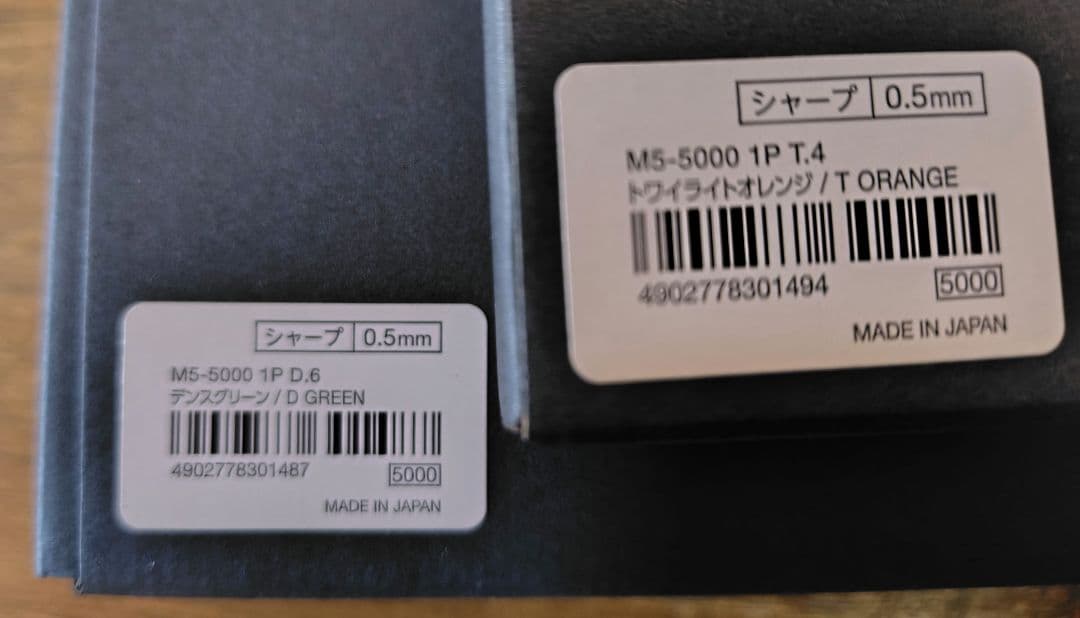 シャープ 0.5mm
M5-5000 1P D.6
デンスグリーン / D GREEN
4902778301487
5000
MADE IN JAPAN
シャープ 0.5mm
M5-5000 1P T.4
トワイライトオレンジ / T ORANGE
4902778301494
5000
MADE IN JAPAN